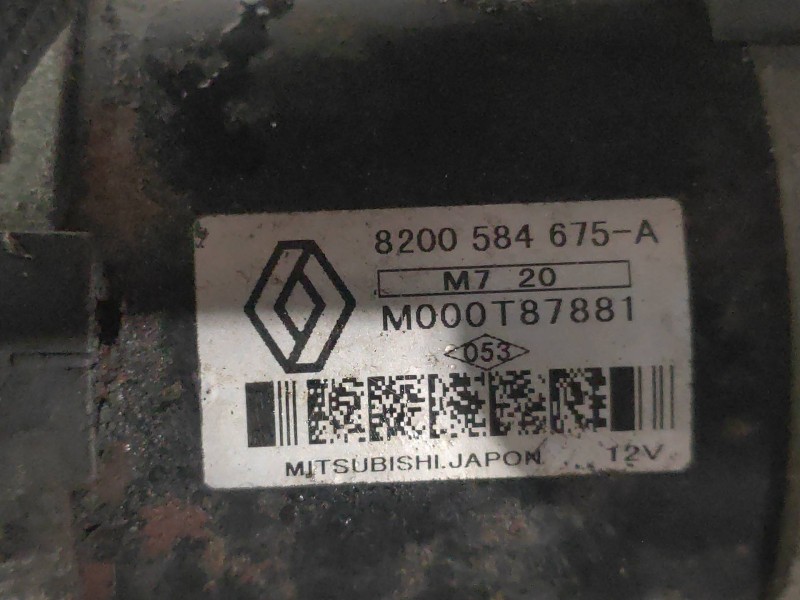 8200 584 675-A
M7 20
M000T87881
053
MITSUBISHI.JAPON 12V